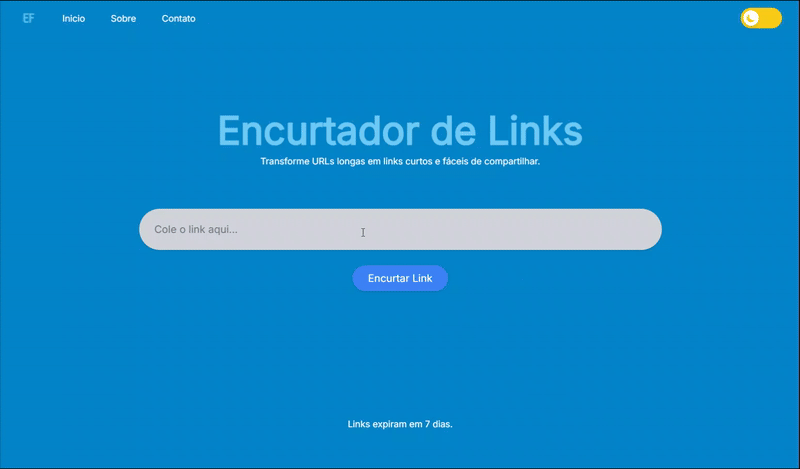 EF Inicio Sobre Contato
Encurtador de Links
Transforme URLs longas em links curtos e fáceis de compartilhar.
Cole o link aqui...
Encurtar Link
Links expiram em 7 dias.